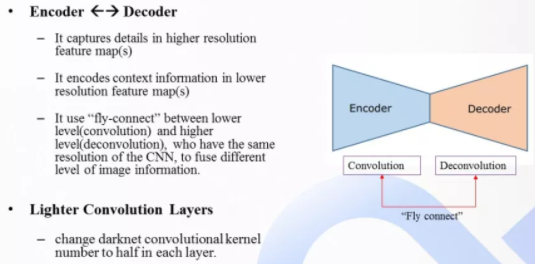 • Encoder ←→ Decoder
– It captures details in higher resolution
feature map(s)
– It encodes context information in lower
resolution feature map(s)
– It use “fly-connect” between lower
level(convolution) and higher
level(deconvolution), who have the same
resolution of the CNN, to fuse different
level of image information.
• Lighter Convolution Layers
– change darknet convolutional kernel
number to half in each layer.
Encoder
Decoder
Convolution
Deconvolution
“Fly connect”